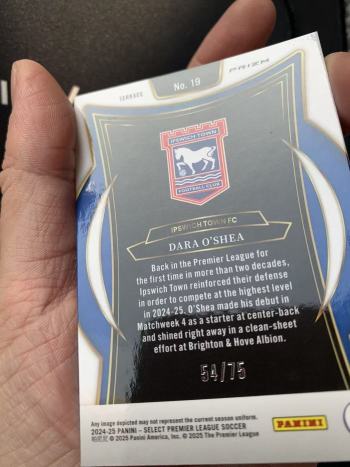 TERRACE
No. 19
PRIZM
IPSWICH TOWN
FOOTBALL CLUB
IPSWICH TOWN FC
DARA O'SHEA
Back in the Premier League for
the first time in more than two decades,
Ipswich Town reinforced their defense
in order to compete at the highest level
in 2024-25. O'Shea made his debut in
Matchweek 4 as a starter at center-back
and shined right away in a clean-sheet
effort at Brighton & Hove Albion.
54/75
Any image depicted may not represent the current season uniform.
2024-25 PANINI – SELECT PREMIER LEAGUE SOCCER
帕尼尼 © 2025 Panini America, Inc. © 2025 The Premier League
PANINI